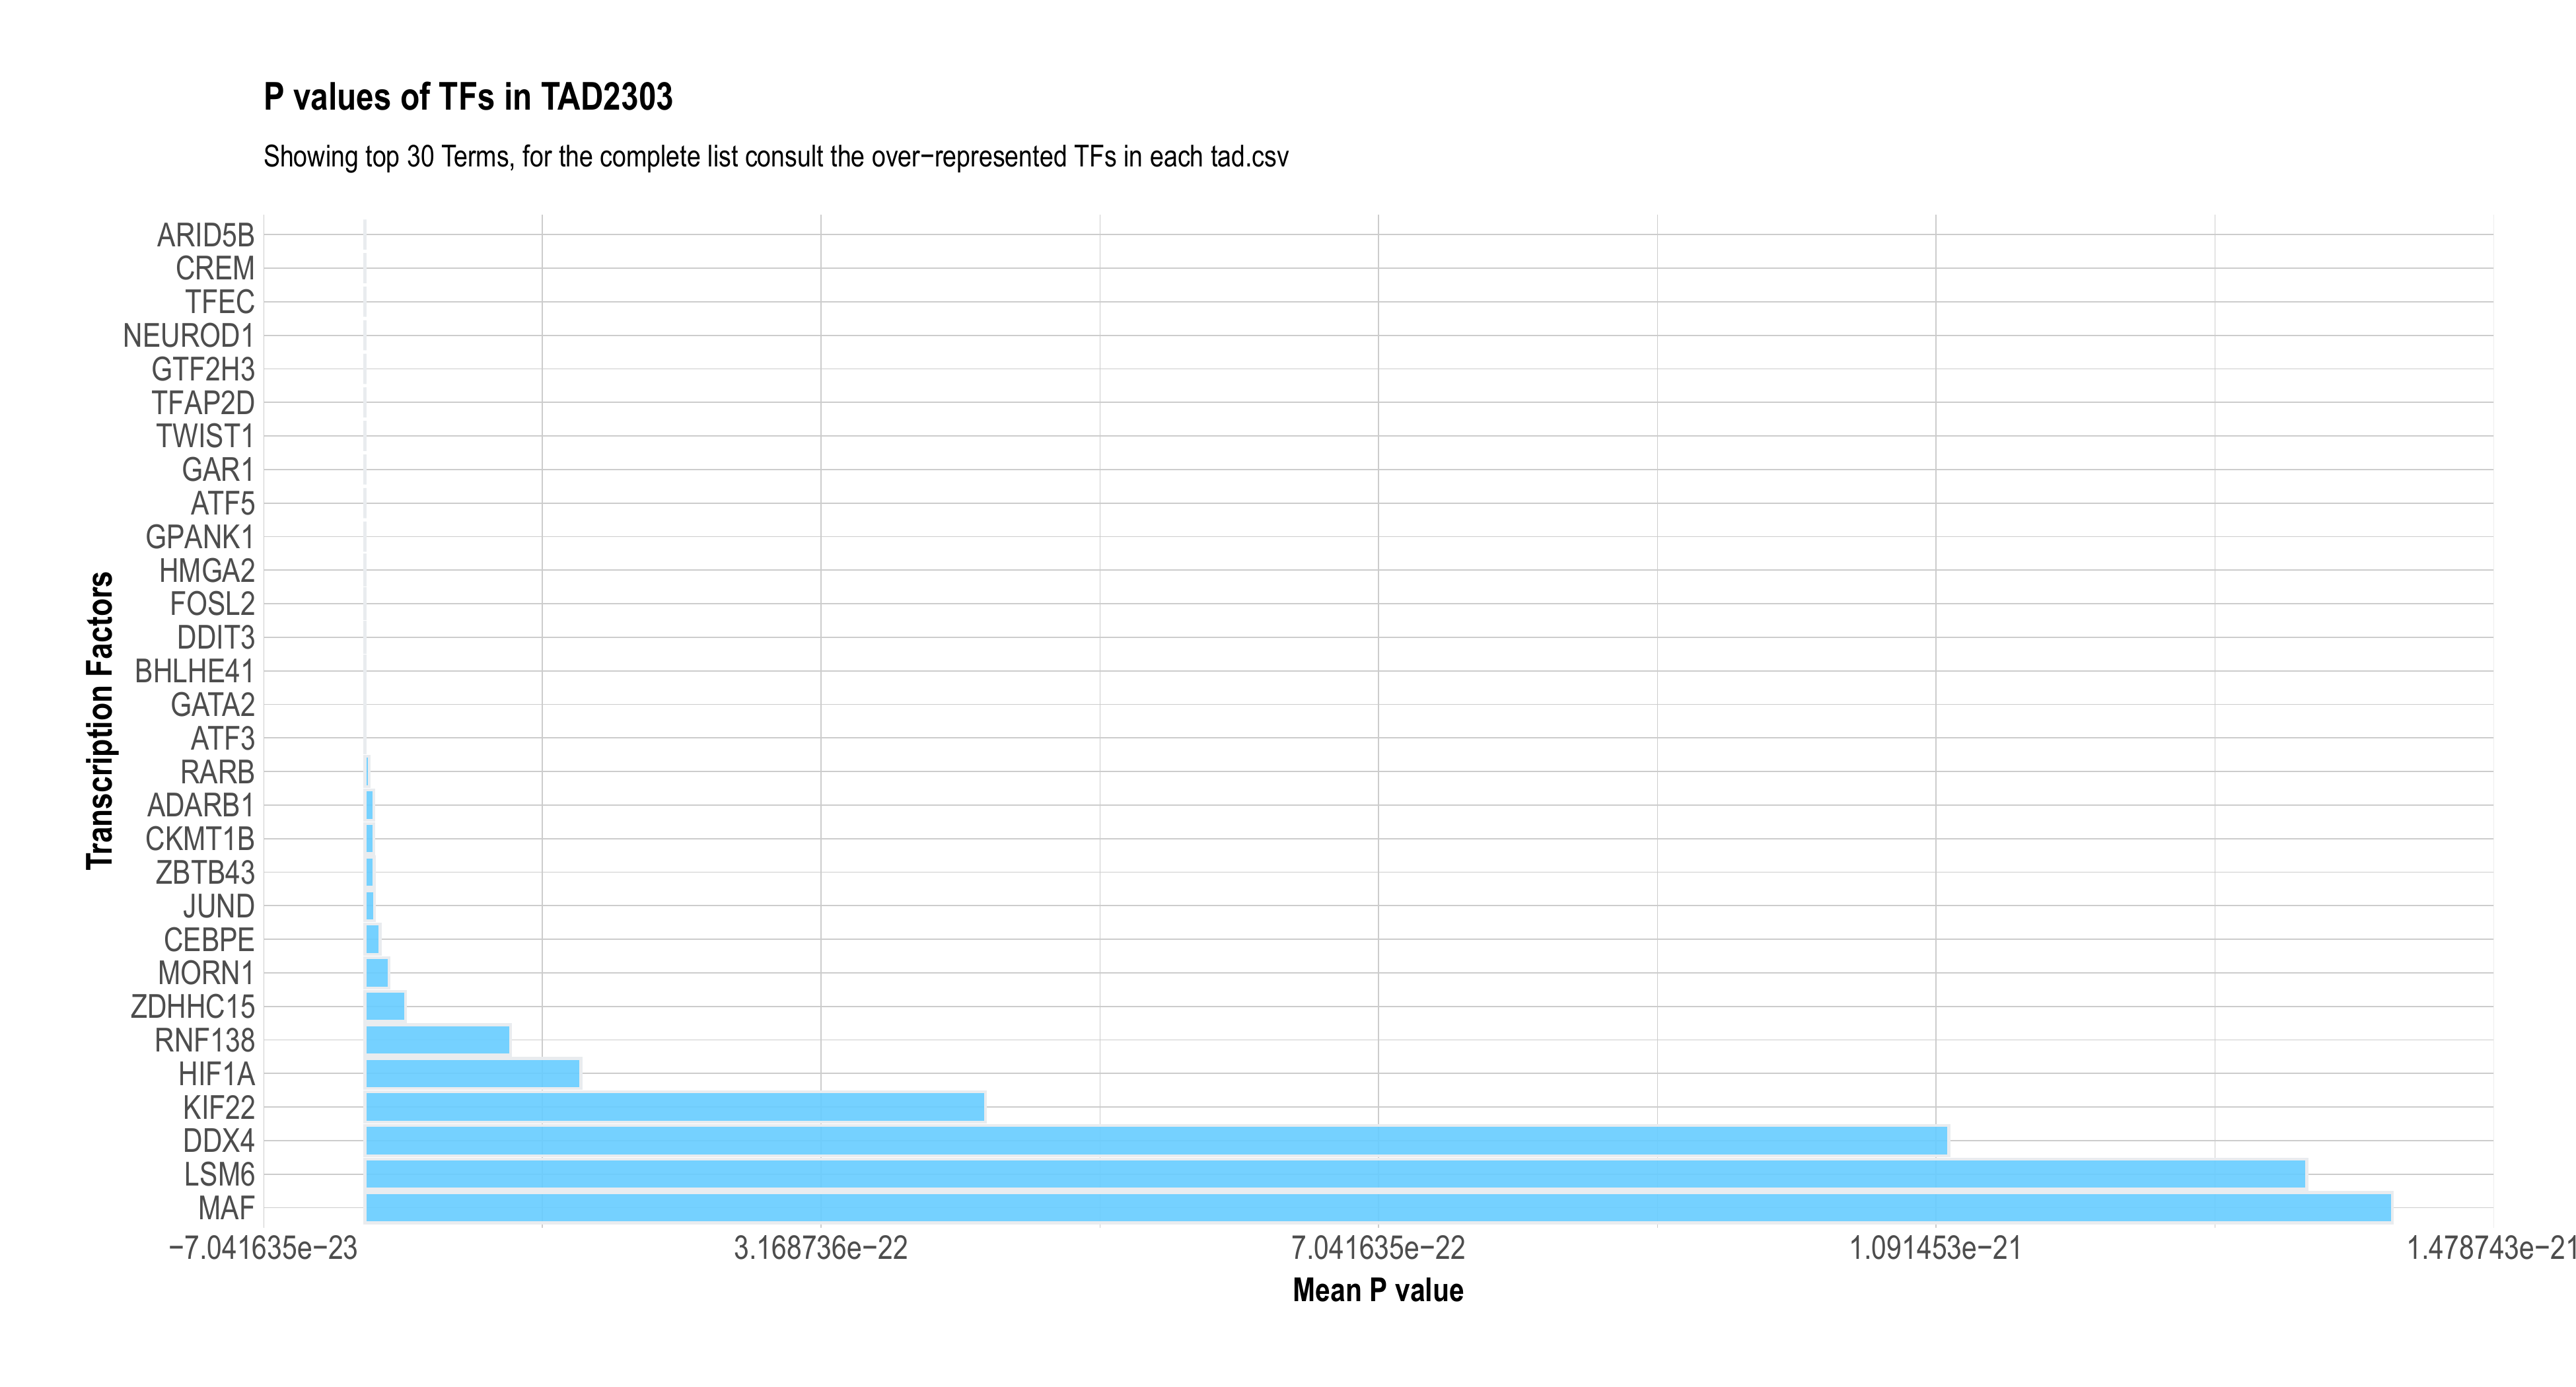 P values of TFs in TAD2303
Showing top 30 Terms, for the complete list consult the over−represented TFs in each tad.csv
Transcription Factors
ARID5B
CREM
TFEC
NEUROD1
GTF2H3
TFAP2D
TWIST1
GAR1
ATF5
GPANK1
HMGA2
FOSL2
DDIT3
BHLHE41
GATA2
ATF3
RARB
ADARB1
CKMT1B
ZBTB43
JUND
CEBPE
MORN1
ZDHHC15
RNF138
HIF1A
KIF22
DDX4
LSM6
MAF
−7.041635e−23 3.168736e−22 7.041635e−22 1.091453e−21 1.478743e−21
Mean P value